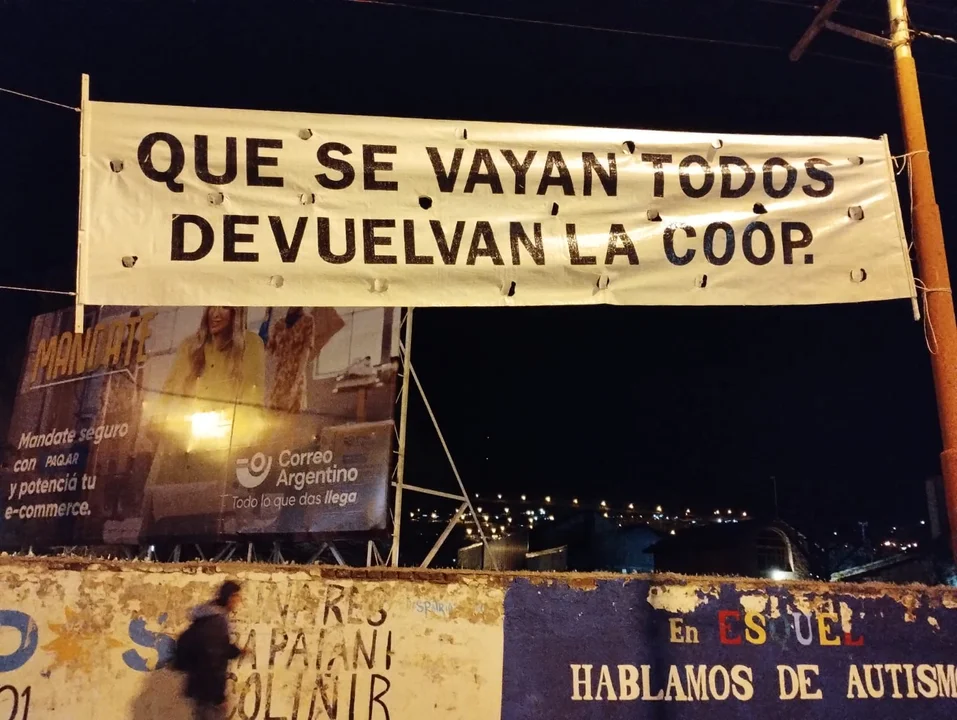 QUE SE VAYAN TODOS
DEVUELVAN LA COOP.
MANDATE
Mandate seguro
con PAQ.AR
y potenciá tu
e-commerce.
Correo
Argentino
Todo lo que das llega
En ESQUEL
HABLAMOS DE AUTISMO